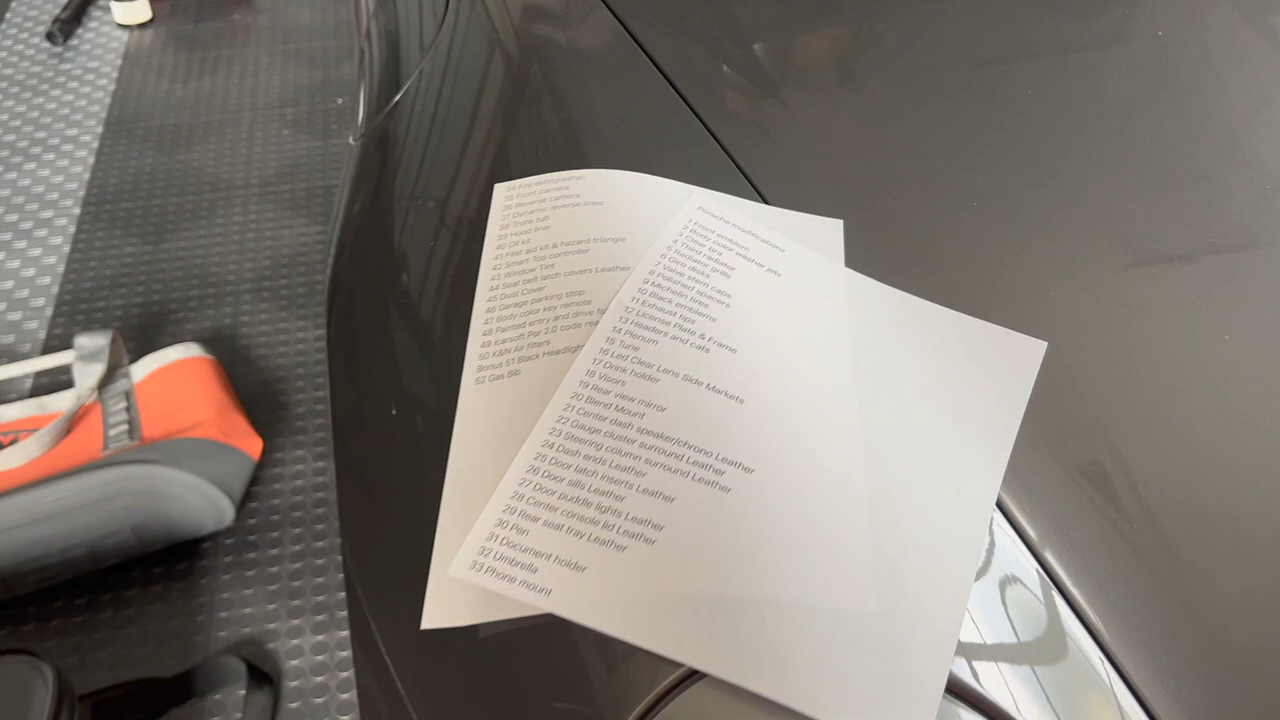 Porsche modifications
1 Front emblem
2 Body color washer jets
3 Clear bra
4 Third radiator
5 Radiator grills
6 Giro disks
7 Valve stem caps
8 Polished spacers
9 Michelin tires
10 Black emblems
11 Exhaust tips
12 License Plate & Frame
13 Headers and cats
14 Plenum
15 Tune
16 Led Clear Lens Side Markets
17 Drink holder
18 Visors
19 Rear view mirror
20 Blend Mount
21 Center dash speaker/chrono Leather
22 Gauge cluster surround Leather
23 Steering column surround Leather
24 Dash ends Leather
25 Door latch inserts Leather
26 Door sills Leather
27 Door puddle lights Leather
28 Center console lid Leather
29 Rear seat tray Leather
30 Pen
31 Document holder
32 Umbrella
33 Phone mount
34 Fire extinguisher
35 Front camera
36 Reverse camera
37 Dynamic reverse lines
38 Trunk tub
39 Hood liner
40 Oil kit
41 First aid kit & hazard triangle
42 Smart Top controller
43 Window Tint
44 Seat belt latch covers Leather
45 Dust Cover
46 Garage parking stop
47 Body color key remote
48 Painted entry and drive
49 icarsoft Por 2.0 code
50 K&N Air filters
Bonus 51 Black
52 Gas Bib